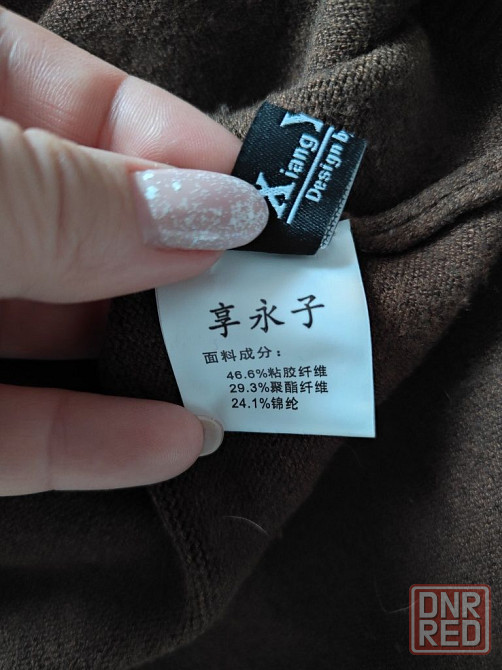 Xiang Y
Design b
享永子
面料成分：
46.6%粘胶纤维
29.3%聚酯纤维
24.1%锦纶
DNR
RED